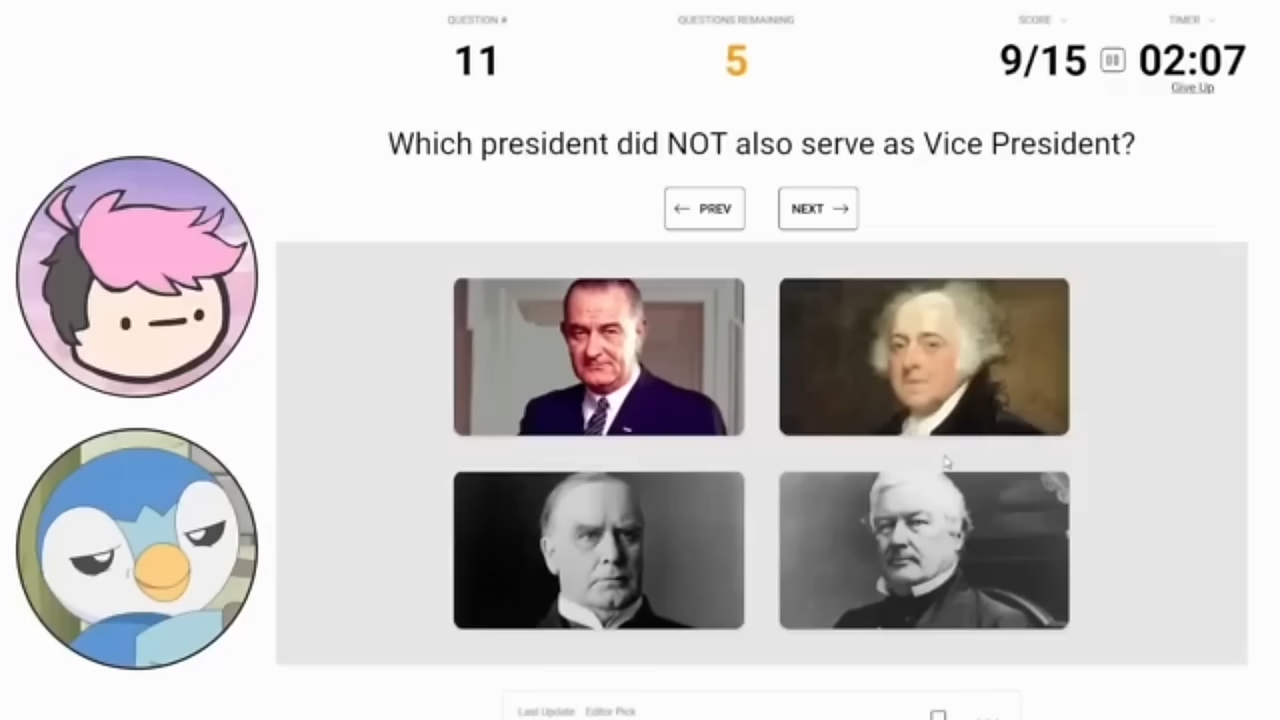 QUESTION #
QUESTIONS REMAINING
SCORE
TIMER
11
5
9/15
02:07
Give Up
Which president did NOT also serve as Vice President?
← PREV
NEXT →
Last Update
Editor Pick